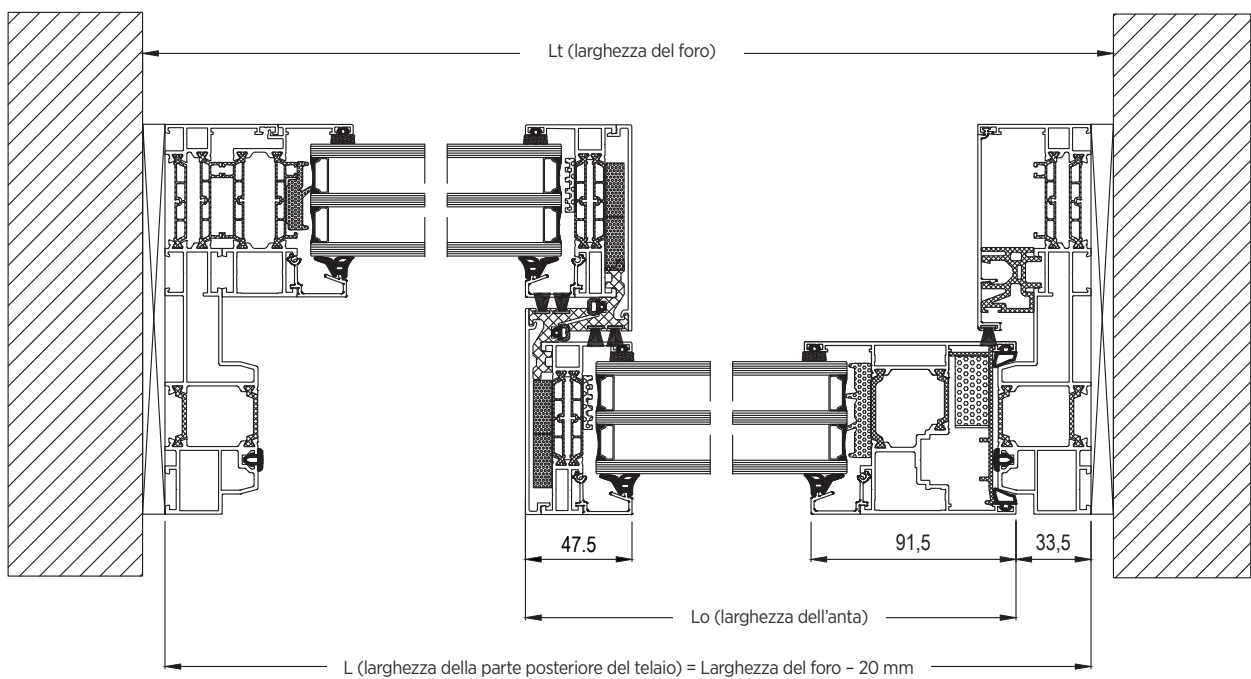 Lt (larghezza del foro)
47.5
91,5
33,5
Lo (larghezza dell'anta)
L (larghezza della parte posteriore del telaio) = Larghezza del foro – 20 mm